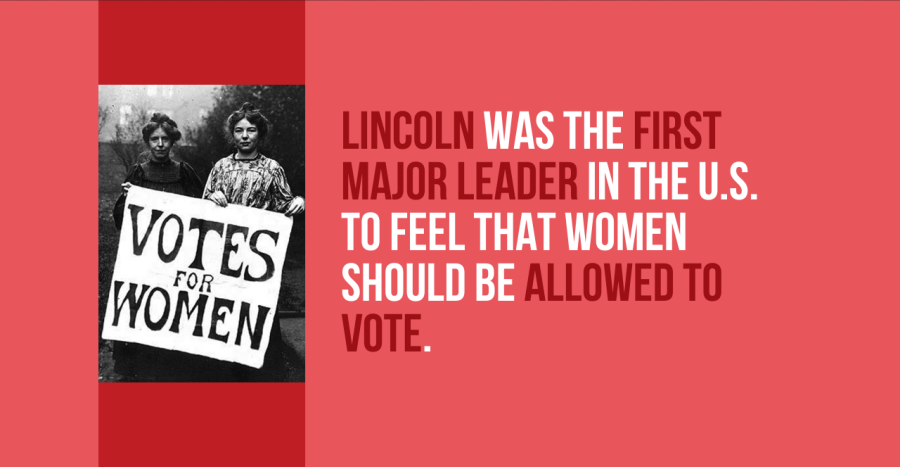 VOTES
FOR
WOMEN
LINCOLN WAS THE FIRST
MAJOR LEADER IN THE U.S.
TO FEEL THAT WOMEN
SHOULD BE ALLOWED TO
VOTE.